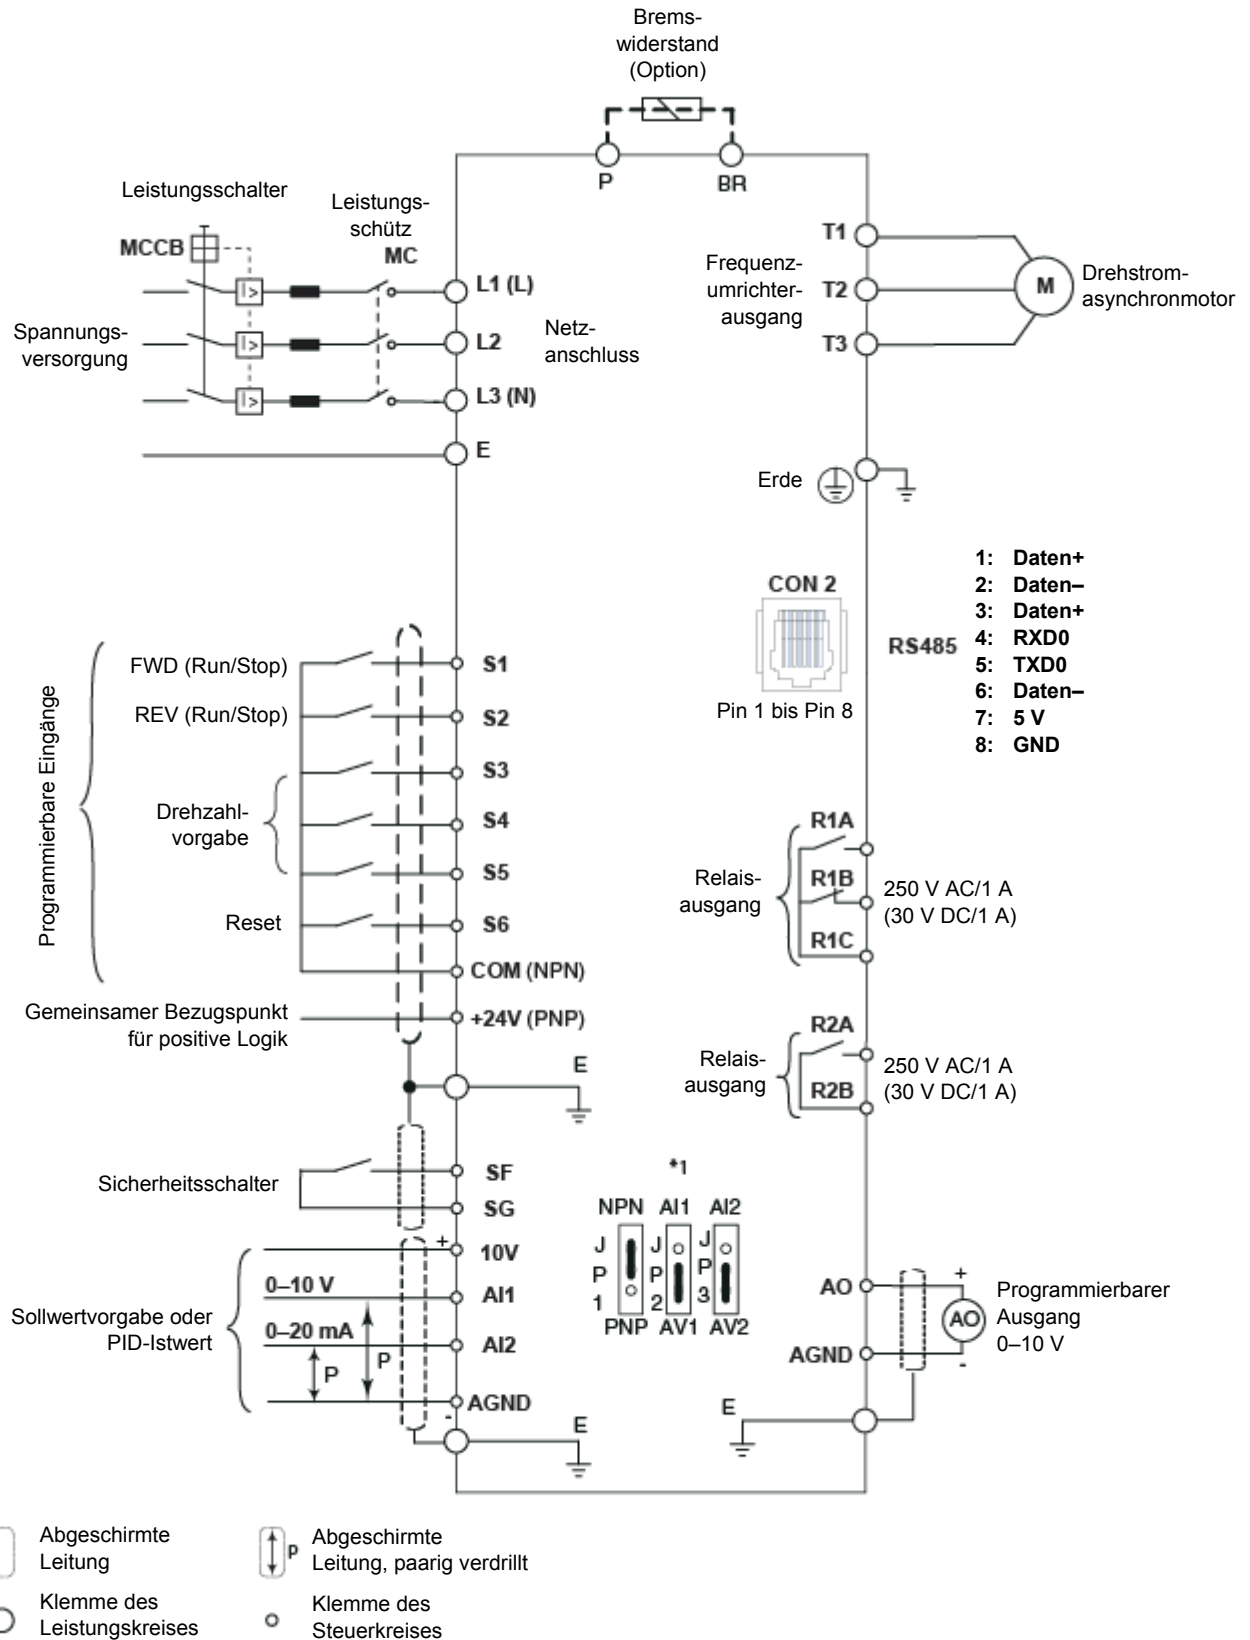 Brems-
widerstand
(Option)
P
BR
Leistungsschalter
Leistungs-
schütz
MCCB
MC
Spannungs-
versorgung
I>
I>
I>
L1 (L)
L2
L3 (N)
E
Netz-
anschluss
Frequenz-
umrichter-
ausgang
T1
T2
T3
M
Drehstrom-
asynchronmotor
Erde
CON 2
Pin 1 bis Pin 8
RS485
1: Daten+
2: Daten–
3: Daten+
4: RXD0
5: TXD0
6: Daten–
7: 5 V
8: GND
Programmierbare Eingänge
FWD (Run/Stop)
REV (Run/Stop)
Drehzahl-
vorgabe
Reset
S1
S2
S3
S4
S5
S6
COM (NPN)
Gemeinsamer Bezugspunkt
für positive Logik
+24V (PNP)
E
Relais-
ausgang
R1A
R1B
R1C
250 V AC/1 A
(30 V DC/1 A)
Relais-
ausgang
R2A
R2B
250 V AC/1 A
(30 V DC/1 A)
Sicherheitsschalter
SF
SG
Sollwertvorgabe oder
PID-Istwert
0–10 V
0–20 mA
P
P
+
10V
AI1
AI2
AGND
-
E
*1
NPN AI1 AI2
J
P
1
J
P
2
J
P
3
PNP AV1 AV2
AO
AGND
+
AO
-
Programmierbarer
Ausgang
0–10 V
E
Abgeschirmte
Leitung
p
Abgeschirmte
Leitung, paarig verdrillt
Klemme des
Leistungskreises
Klemme des
Steuerkreises